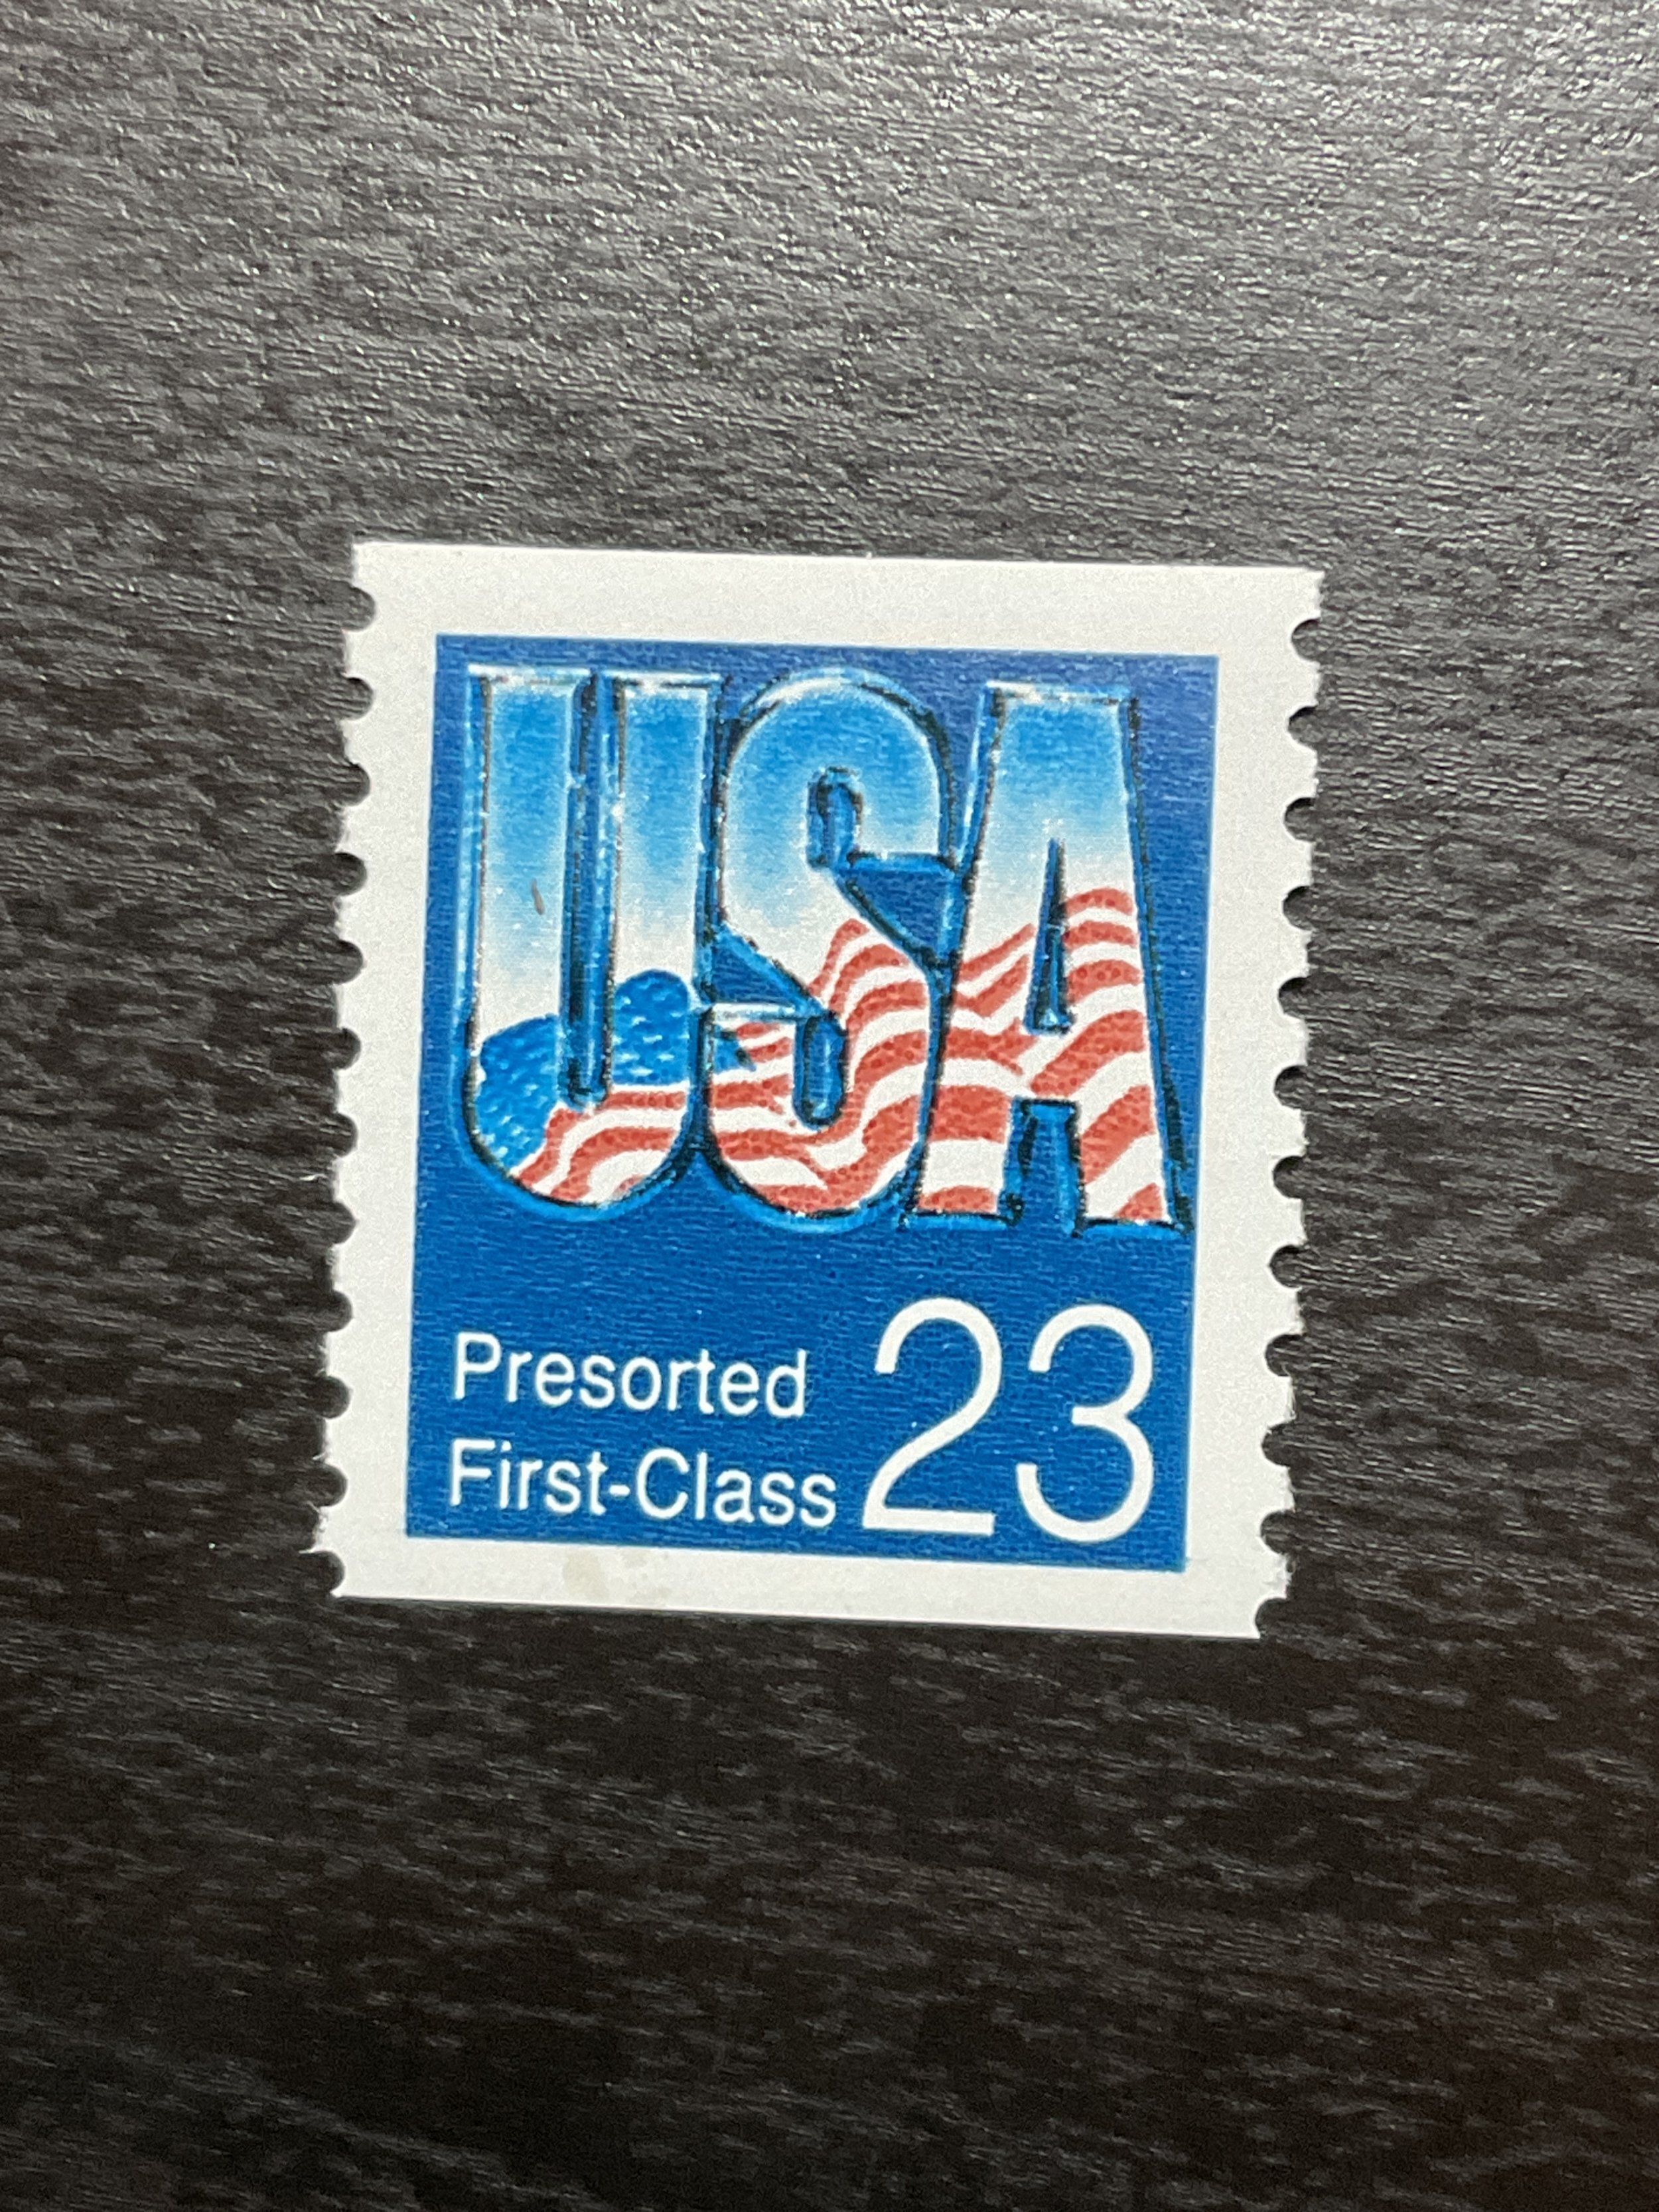 USA
Presorted
First-Class 23